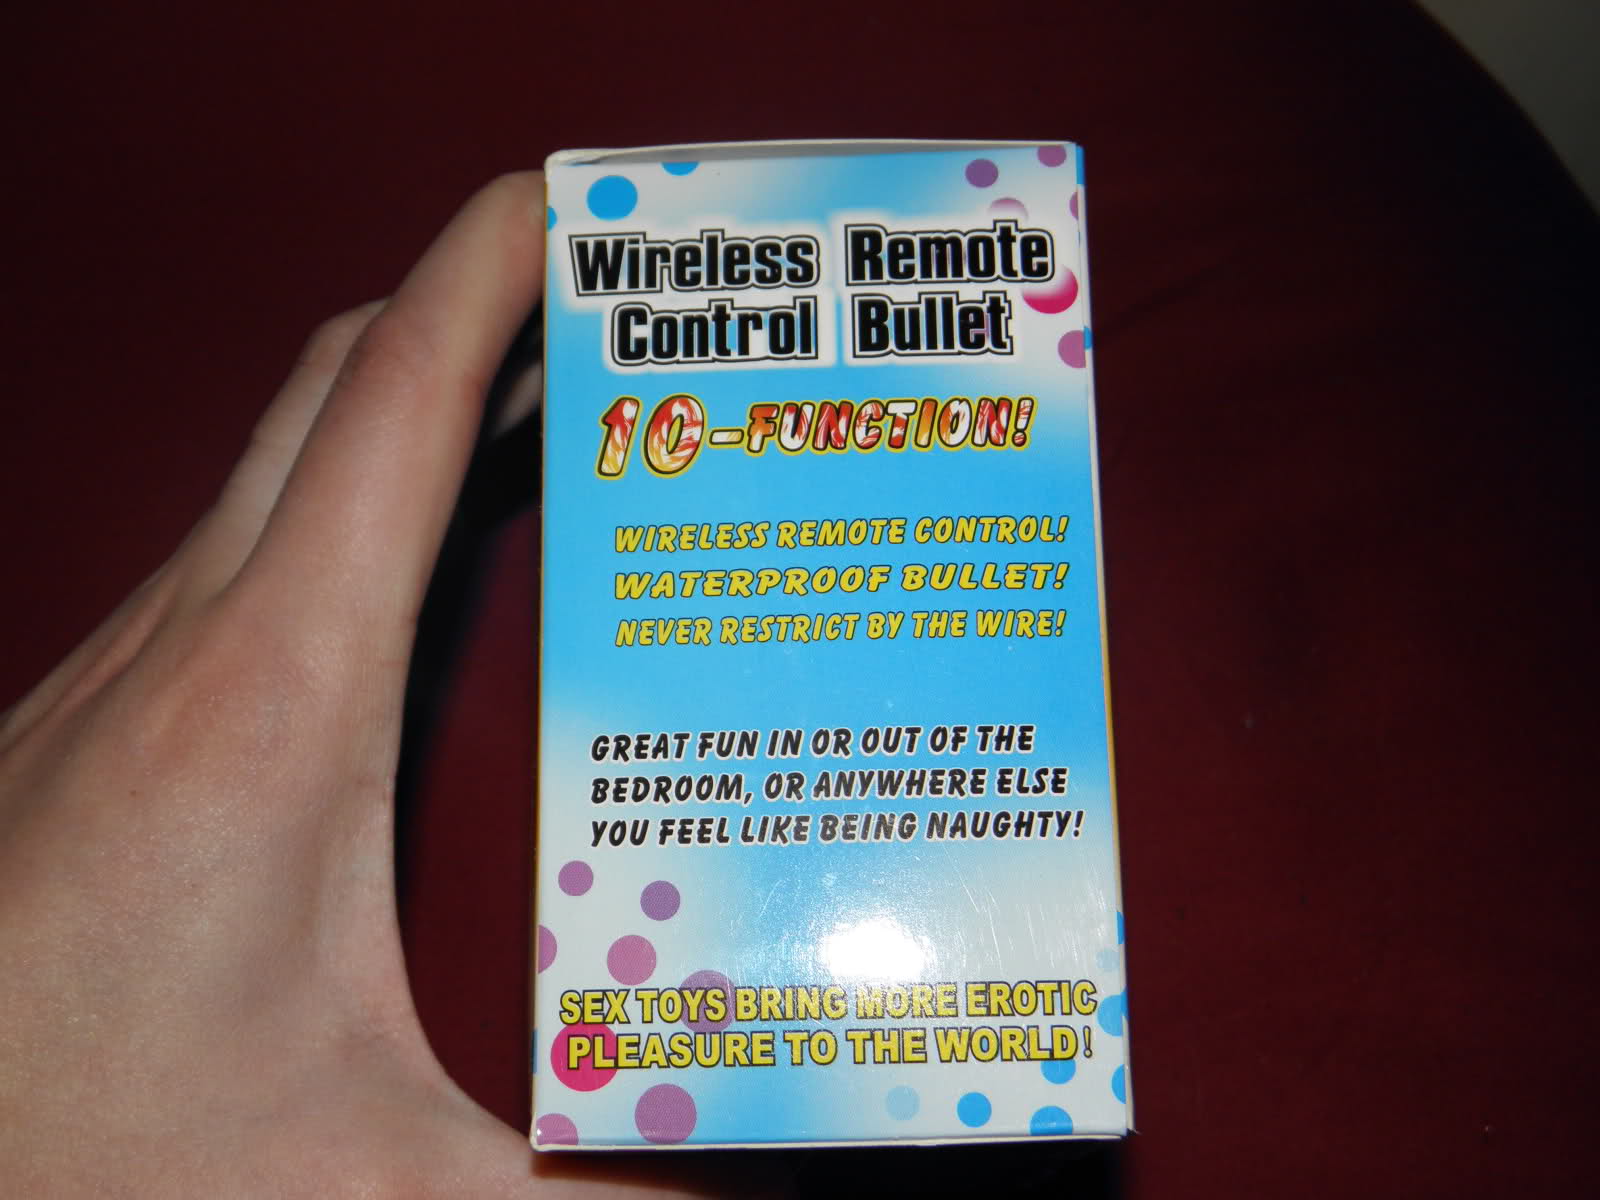 Wireless Remote
Control Bullet
10-FUNCTION!
WIRELESS REMOTE CONTROL!
WATERPROOF BULLET!
NEVER RESTRICT BY THE WIRE!
GREAT FUN IN OR OUT OF THE
BEDROOM, OR ANYWHERE ELSE
YOU FEEL LIKE BEING NAUGHTY!
SEX TOYS BRING MORE EROTIC
PLEASURE TO THE WORLD!